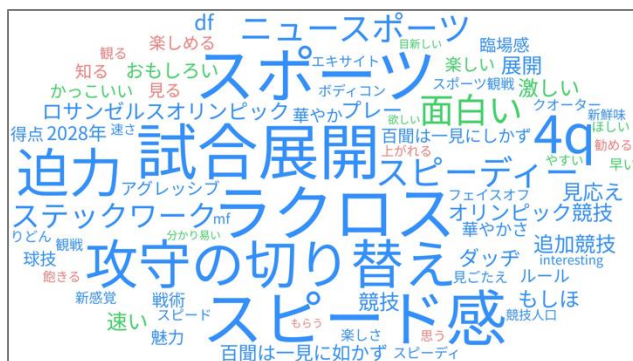 df ニュースポーツ
観る 楽しめる エキサイト 目新しい 臨場感
知る おもしろい スポーツ 楽しい 展開
かっこいい 見る ボディコン スポーツ観戦 激しい
ロサンゼルスオリンピック 華やか プレー 欲しい 面白い クオーター 新鮮味
得点 2028年 速さ 百聞は一見にしかず 4q ほしい 勧める
迫力 試合展開 上がれる スピーディー やすい 早い
アグレッシブ フェイスオフ 見応え
ステックワーク mf ラクロス オリンピック競技
りどん 観戦 分かり易い 華やかさ 追加競技
球技 攻守の切り替え ダッヂ interesting
飽きる 見ごたえ ルール
新感覚 戦術 スピード感 競技 もしほ
速い スピード もらう 楽しさ 思う 競技人口
魅力 百聞は一見に如かず スピーディ